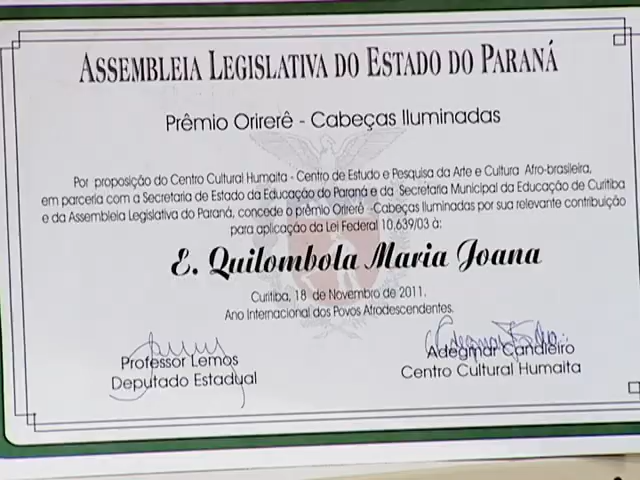 ASSEMBLEIA LEGISLATIVA DO ESTADO DO PARANÁ
Prêmio Orirerê - Cabeças Iluminadas
Por proposição do Centro Cultural Humaita - Centro de Estudo e Pesquisa da Arte e Cultura Afro-brasileira,
em parceria com a Secretaria de Estado da Educação do Paraná e da Secretaria Municipal da Educação de Curitiba
e da Assembleia Legislativa do Paraná, concede o prêmio Orirerê - Cabeças Iluminadas por sua relevante contribuição
para aplicação da Lei Federal 10.639/03 à:
E. Quilombola Maria Joana
Curitiba, 18 de Novembro de 2011.
Ano Internacional dos Povos Afrodescendentes.
Professor Lemos
Deputado Estadual
Adegmar Candieiro
Centro Cultural Humaita